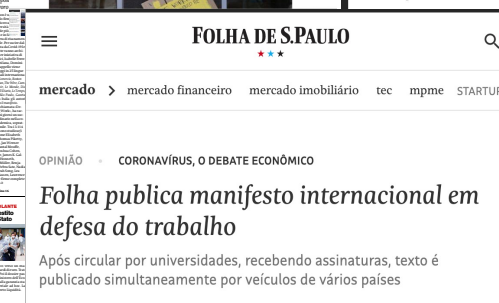 FOLHA DE S.PAULO
mercado > mercado financeiro mercado imobiliário tec mpme STARTU
OPINIÃO CORONAVÍRUS, O DEBATE ECONÔMICO
Folha publica manifesto internacional em
defesa do trabalho
Após circular por universidades, recebendo assinaturas, texto é
publicado simultaneamente por veículos de vários países